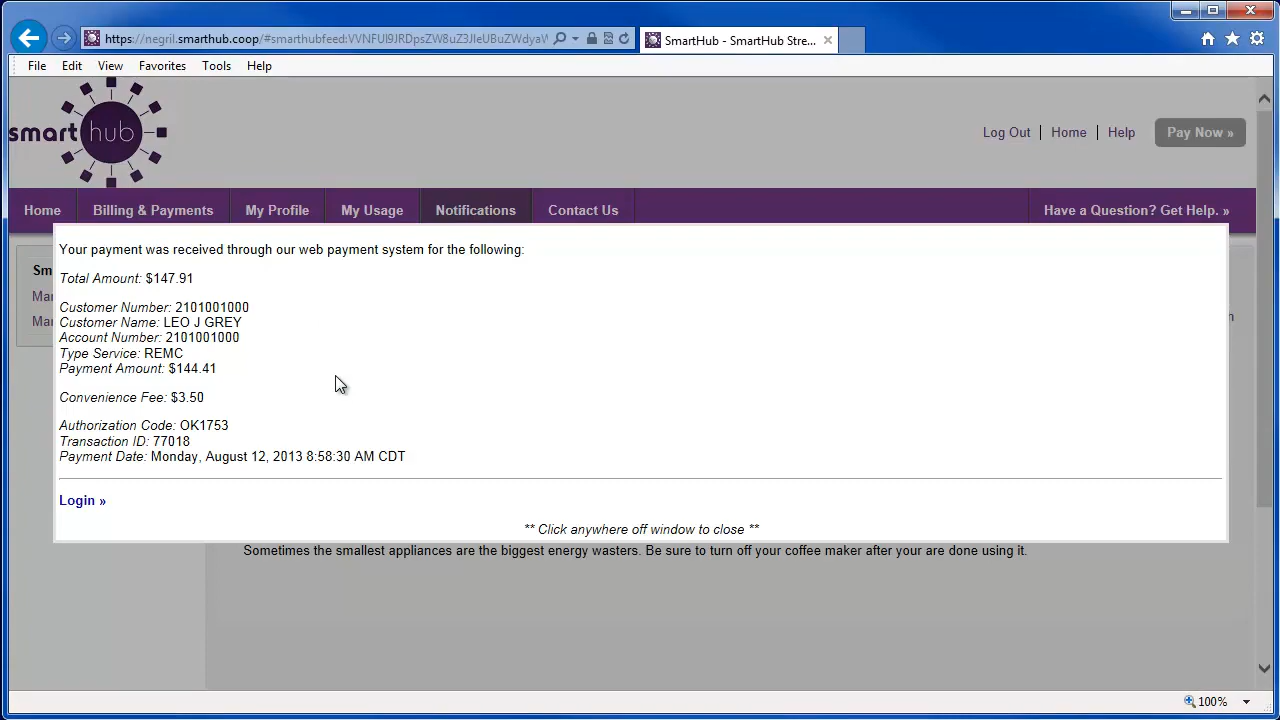 https://negril.smarthub.coop/#smarthubfeed:
SmartHub - SmartHub Stre...
File Edit View Favorites Tools Help
smart hub
Log Out Home Help Pay Now »
Home Billing & Payments My Profile My Usage Notifications Contact Us Have a Question? Get Help. »
Sm
Ma
Ma
n
Your payment was received through our web payment system for the following:
Total Amount: $147.91
Customer Number: 2101001000
Customer Name: LEO J GREY
Account Number: 2101001000
Type Service: REMC
Payment Amount: $144.41
Convenience Fee: $3.50
Authorization Code: OK1753
Transaction ID: 77018
Payment Date: Monday, August 12, 2013 8:58:30 AM CDT
Login »
** Click anywhere off window to close **
Sometimes the smallest appliances are the biggest energy wasters. Be sure to turn off your coffee maker after your are done using it.
100%